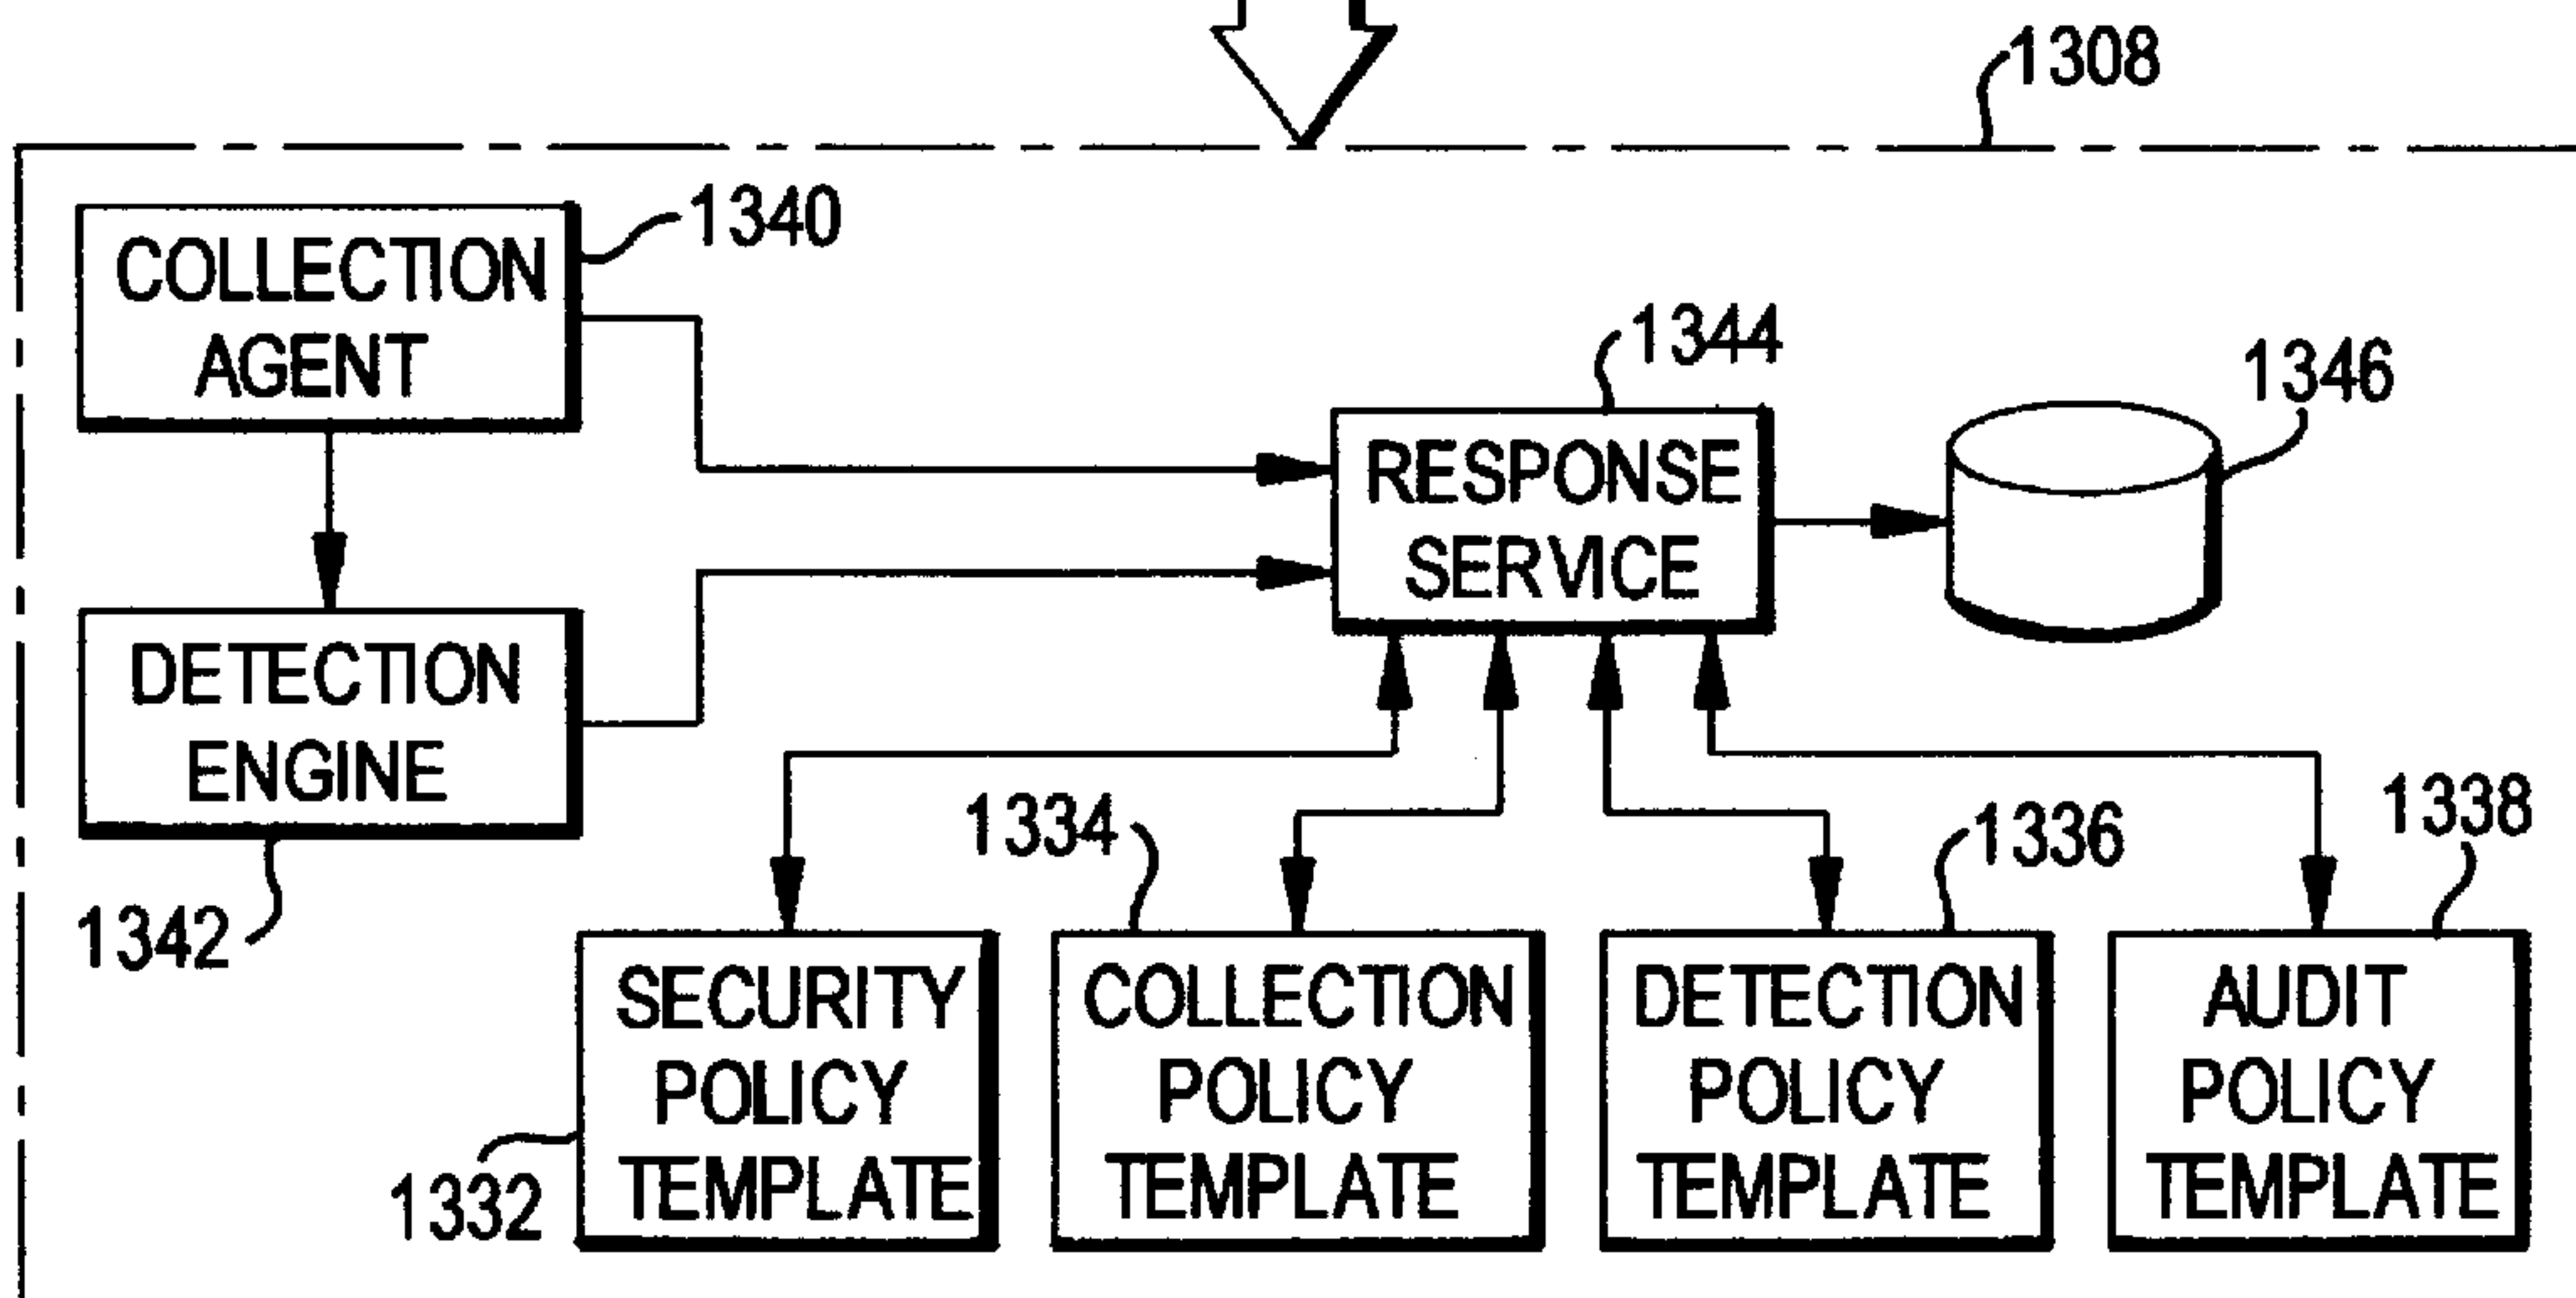 1308
1340
COLLECTION
AGENT
1344
1346
RESPONSE
SERVICE
DETECTION
ENGINE
1342
1334
1336
1338
SECURITY
POLICY
TEMPLATE
1332
COLLECTION
POLICY
TEMPLATE
DETECTION
POLICY
TEMPLATE
AUDIT
POLICY
TEMPLATE